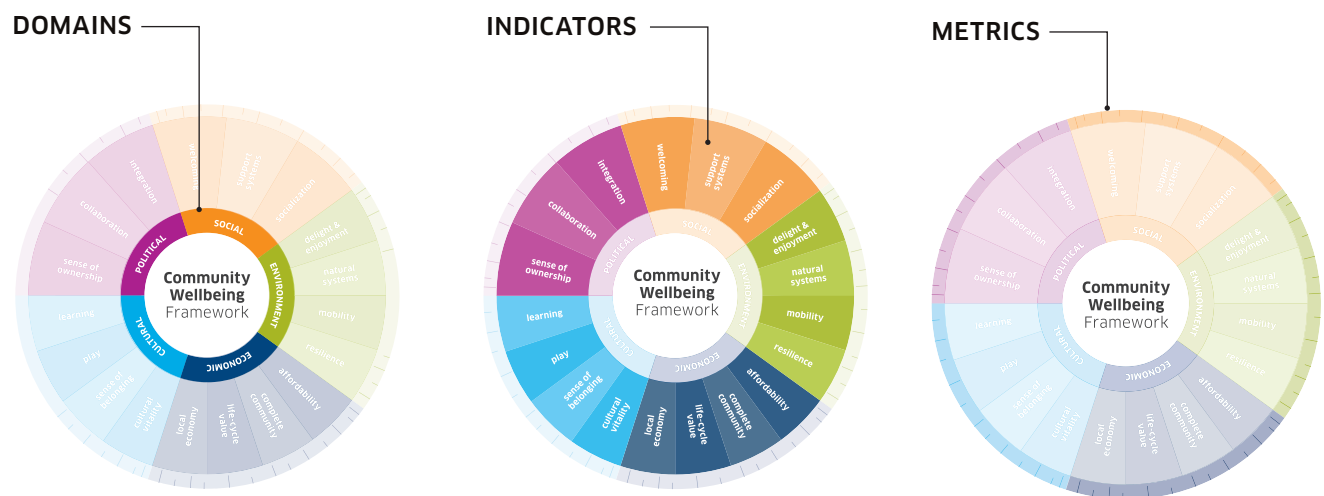 DOMAINS
welcoming
support
systems
socialization
delight &
enjoyment
natural
systems
mobility
resilience
affordability
complete
community
life-cycle
value
local
economy
cultural
vitality
sense of
belonging
play
learning
sense of
ownership
collaboration
integration
SOCIAL
ENVIRONMENT
ECONOMIC
CULTURAL
POLITICAL
Community
Wellbeing
Framework
INDICATORS
welcoming
support
systems
socialization
delight &
enjoyment
natural
systems
mobility
resilience
affordability
complete
community
life-cycle
value
local
economy
cultural
vitality
sense of
belonging
play
learning
sense of
ownership
collaboration
integration
SOCIAL
ENVIRONMENT
ECONOMIC
CULTURAL
POLITICAL
Community
Wellbeing
Framework
METRICS
welcoming
support
systems
socialization
delight &
enjoyment
natural
systems
mobility
resilience
affordability
complete
community
life-cycle
value
local
economy
cultural
vitality
sense of
belonging
play
learning
sense of
ownership
collaboration
integration
SOCIAL
ENVIRONMENT
ECONOMIC
CULTURAL
POLITICAL
Community
Wellbeing
Framework